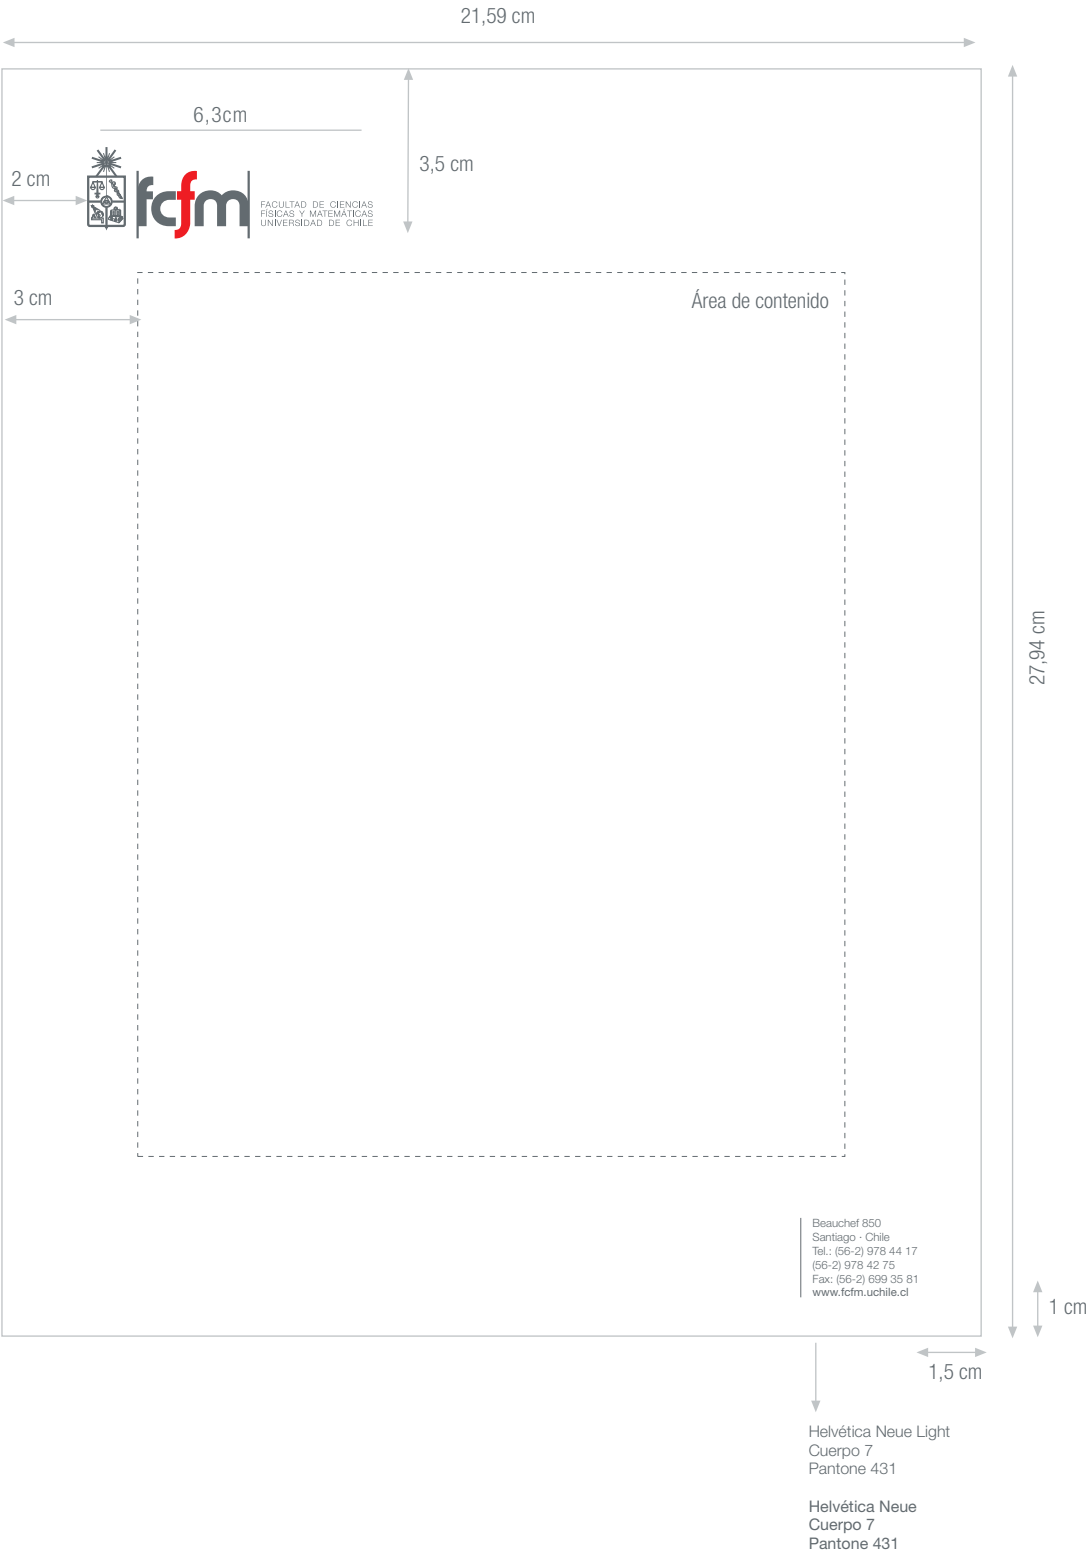 21,59 cm
6,3cm
3,5 cm
2 cm
fcfm
FACULTAD DE CIENCIAS
FÍSICAS Y MATEMÁTICAS
UNIVERSIDAD DE CHILE
3 cm
Área de contenido
27,94 cm
Beauchef 850
Santiago · Chile
Tel.: (56-2) 978 44 17
(56-2) 978 42 75
Fax: (56-2) 699 35 81
www.fcfm.uchile.cl
1 cm
1,5 cm
Helvética Neue Light
Cuerpo 7
Pantone 431
Helvética Neue
Cuerpo 7
Pantone 431